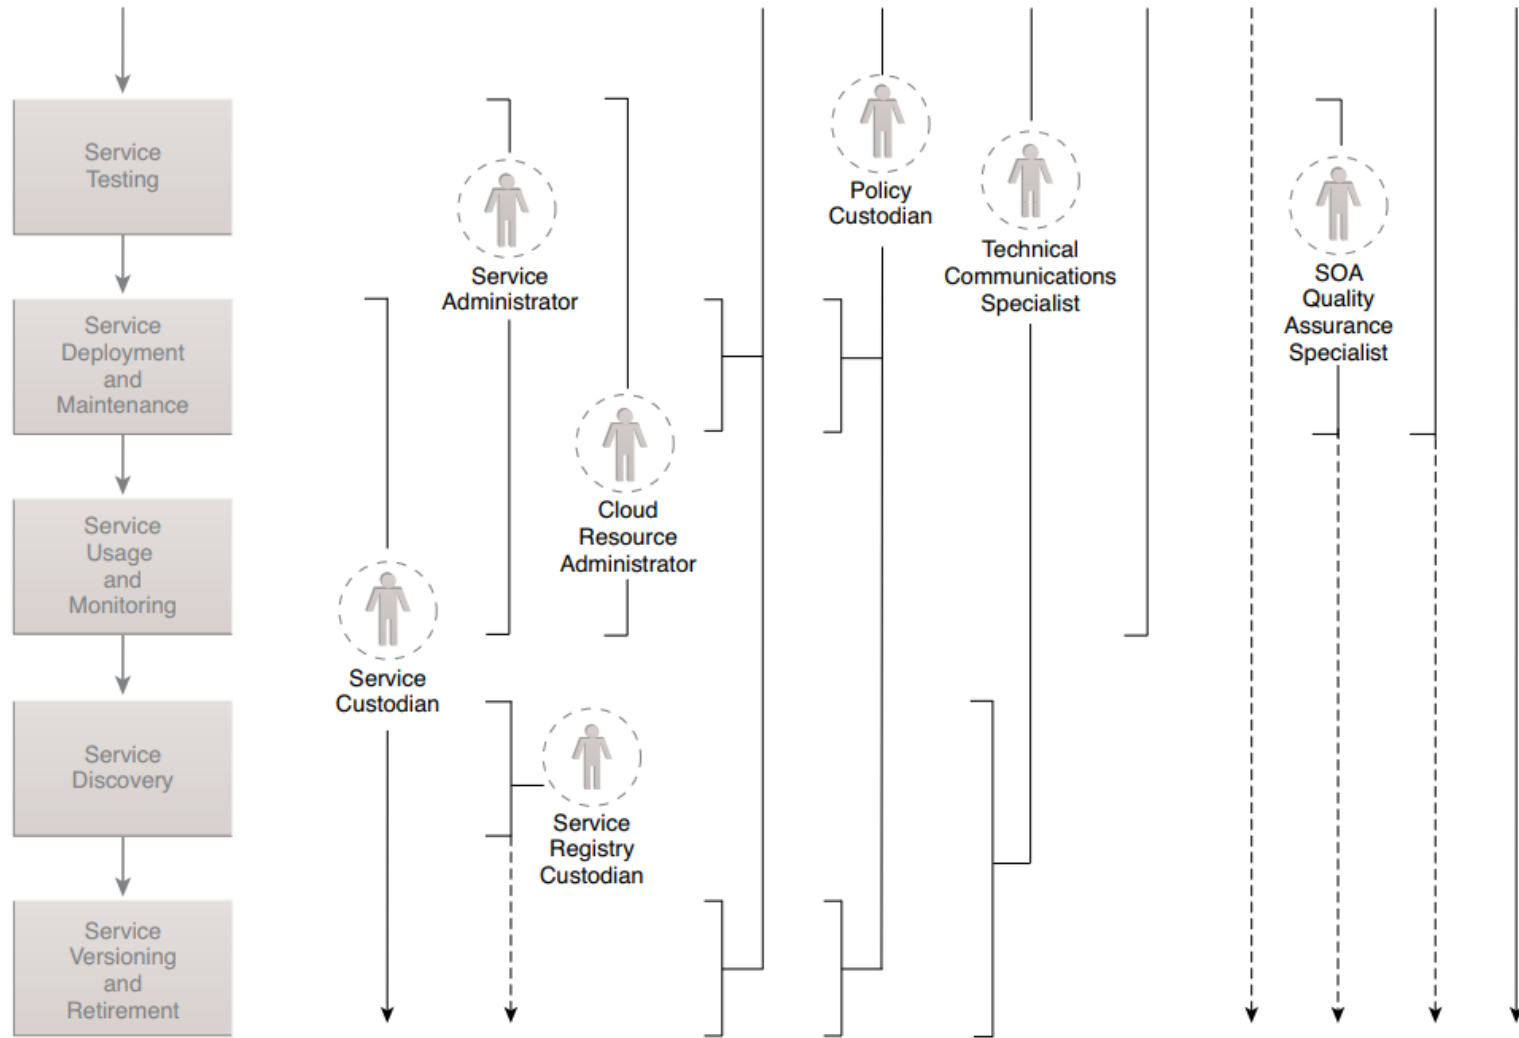 Service
Testing
Service
Deployment
and
Maintenance
Service
Usage
and
Monitoring
Service
Discovery
Service
Versioning
and
Retirement
Service
Custodian
Service
Administrator
Service
Registry
Custodian
Cloud
Resource
Administrator
Policy
Custodian
Technical
Communications
Specialist
SOA
Quality
Assurance
Specialist